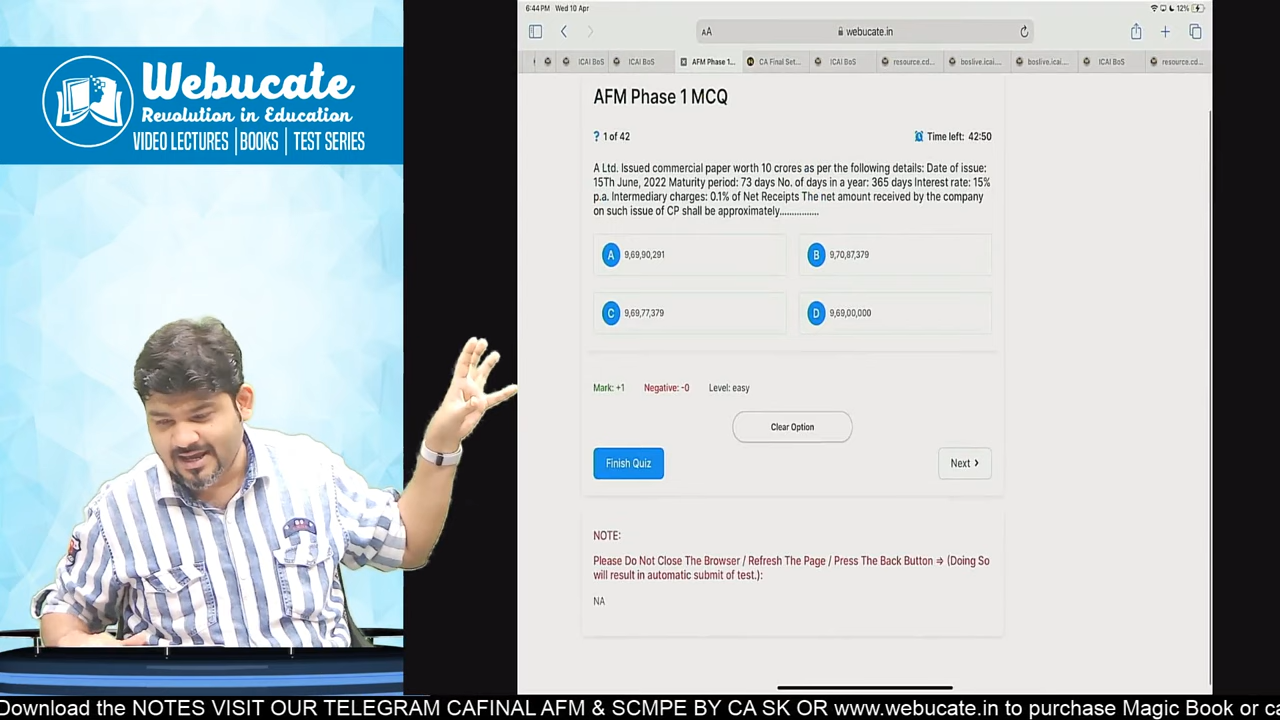 Webucate
Revolution in Education
VIDEO LECTURES | BOOKS | TEST SERIES
6:44PM Wed 10 Apr
12%
AA
webucate.in
ICAI BoS
ICAI BoS
AFM Phase 1...
CA Final Set...
ICAI BoS
resource.cd...
boslive.icai...
boslive.icai...
ICAI BoS
resource.cd...
AFM Phase 1 MCQ
? 1 of 42
Time left: 42:50
A Ltd. Issued commercial paper worth 10 crores as per the following details: Date of issue:
15Th June, 2022 Maturity period: 73 days No. of days in a year: 365 days Interest rate: 15%
p.a. Intermediary charges: 0.1% of Net Receipts The net amount received by the company
on such issue of CP shall be approximately................
A 9,69,90,291
B 9,70,87,379
C 9,69,77,379
D 9,69,00,000
Mark: +1 Negative: -0 Level: easy
Clear Option
Finish Quiz
Next ›
NOTE:
Please Do Not Close The Browser / Refresh The Page / Press The Back Button => (Doing So
will result in automatic submit of test.):
NA
Download the NOTES VISIT OUR TELEGRAM CAFINAL AFM & SCMPE BY CA SK OR www.webucate.in to purchase Magic Book or ca